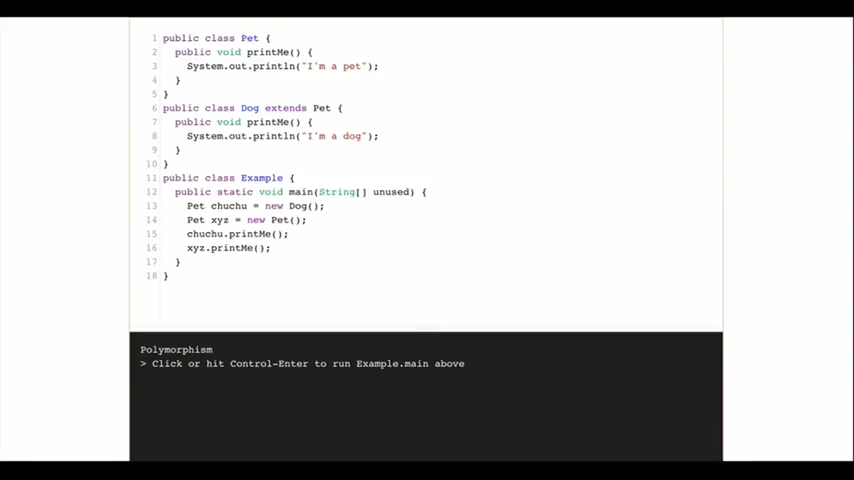 1 public class Pet {
2 public void printMe() {
3 System.out.println("I'm a pet");
4 }
5 }
6 public class Dog extends Pet {
7 public void printMe() {
8 System.out.println("I'm a dog");
9 }
10 }
11 public class Example {
12 public static void main(String[] unused) {
13 Pet chuchu = new Dog();
14 Pet xyz = new Pet();
15 chuchu.printMe();
16 xyz.printMe();
17 }
18 }
Polymorphism
> Click or hit Control-Enter to run Example.main above